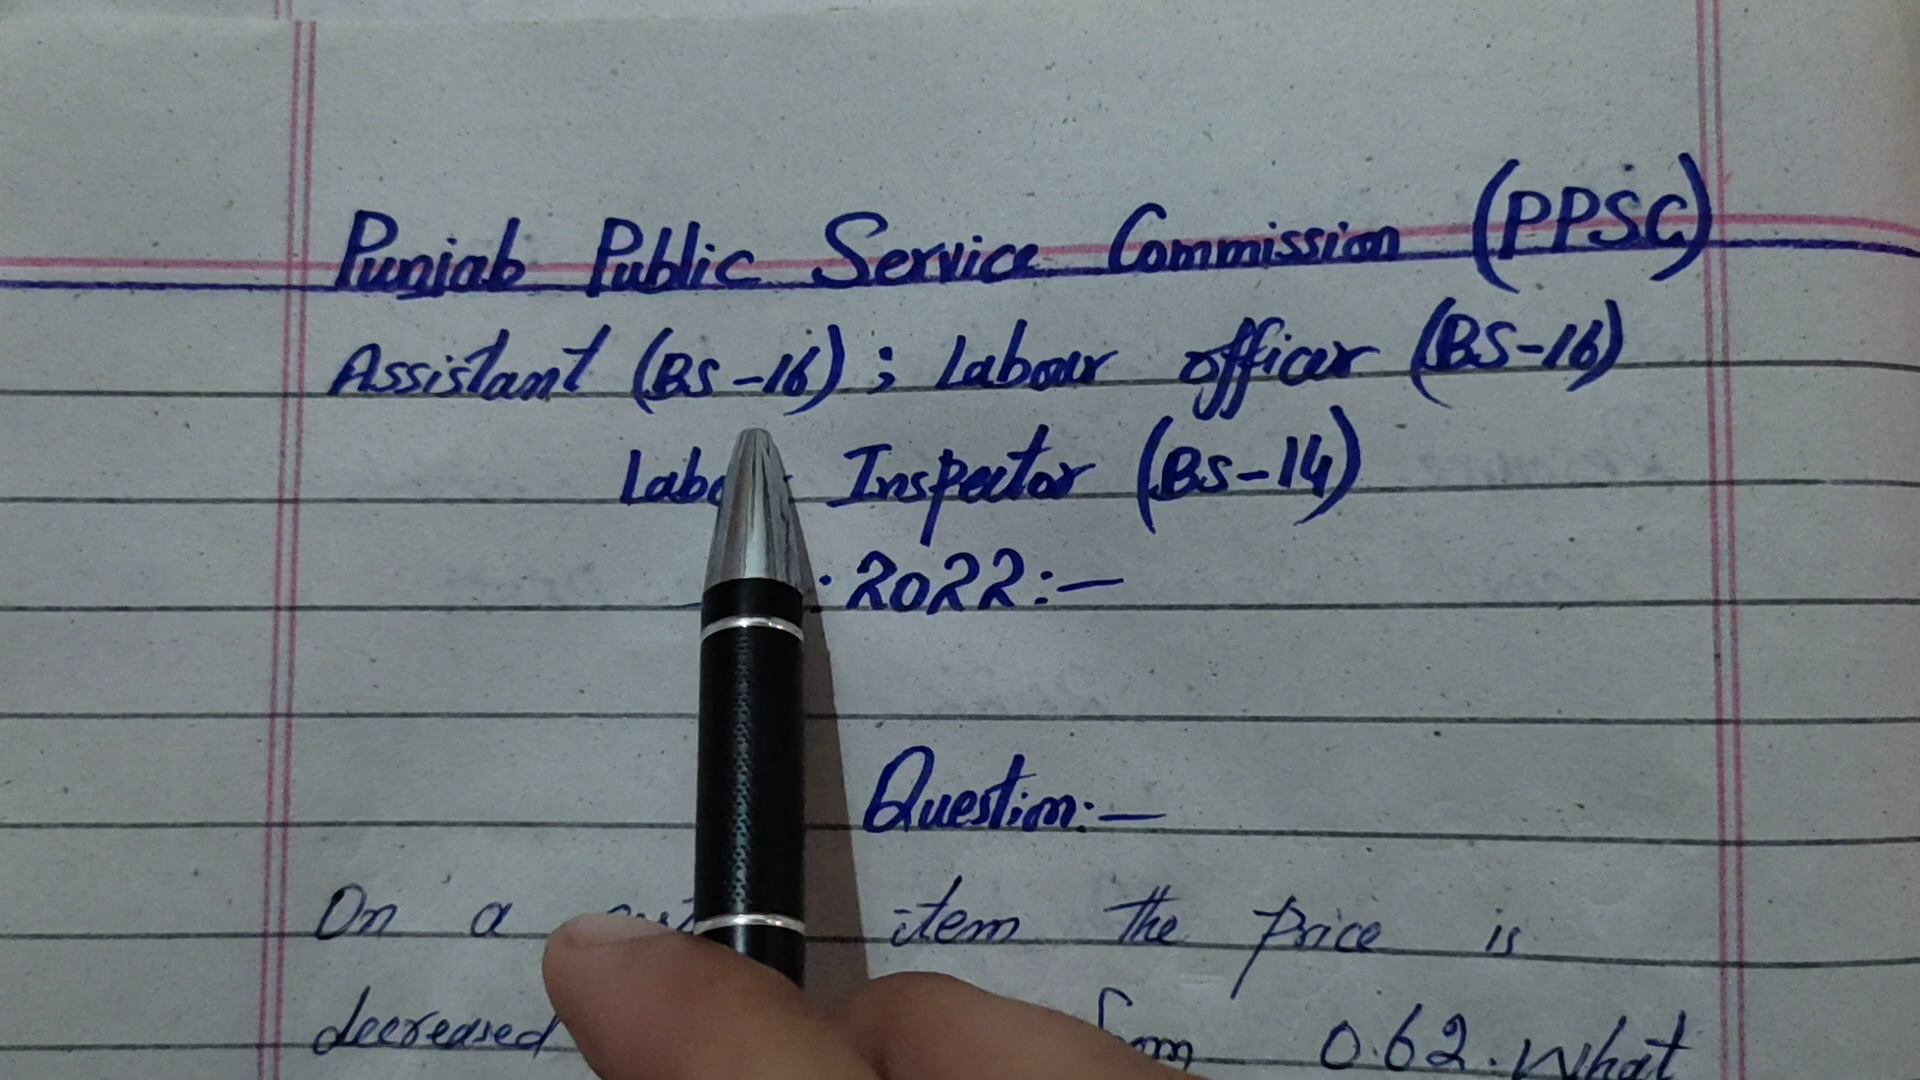 Punjab Public Service Commission (PPSC)
Assistant (BS-16) ; Labour officer (BS-16)
Inspector (BS-14)
2022:-
Question:-
On a item the price is
decreased 0.62. What